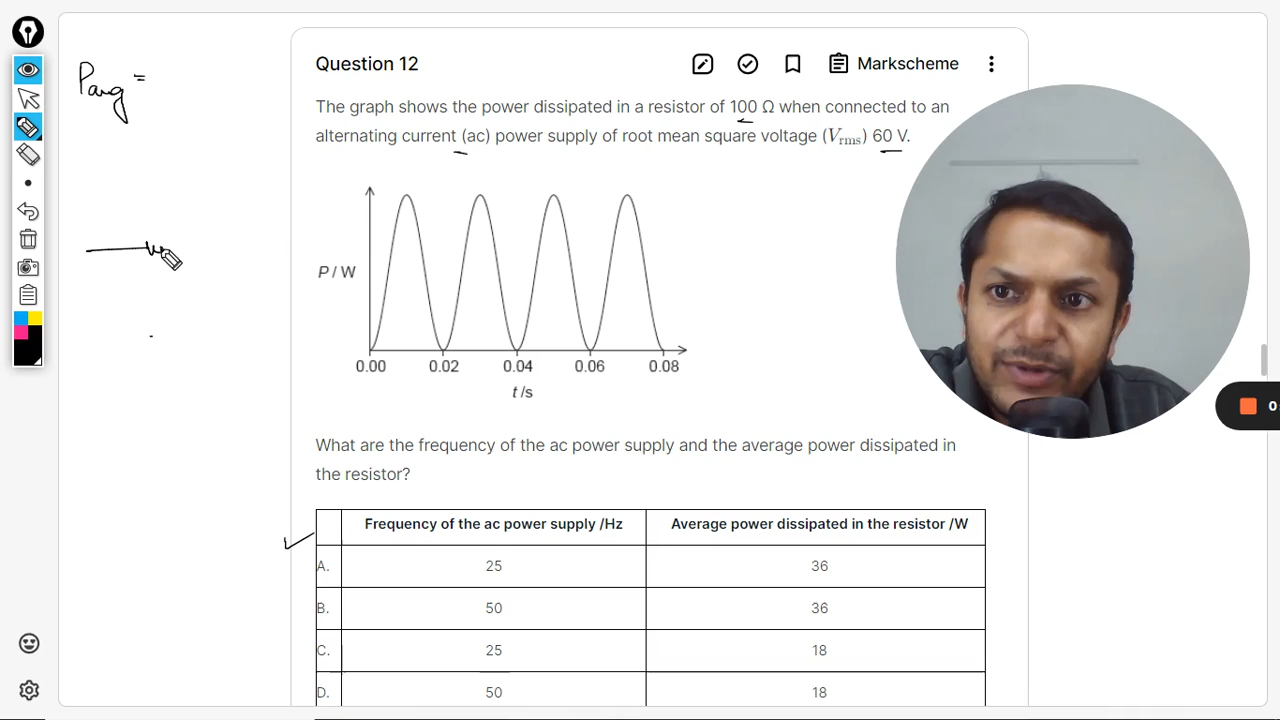 Pavg =
Question 12
Markscheme
The graph shows the power dissipated in a resistor of 100 Ω when connected to an
alternating current (ac) power supply of root mean square voltage (Vrms) 60 V.
P / W
0.00 0.02 0.04 0.06 0.08
t /s
What are the frequency of the ac power supply and the average power dissipated in
the resistor?
Frequency of the ac power supply /Hz Average power dissipated in the resistor /W
A. 25 36
B. 50 36
C. 25 18
D. 50 18
0: